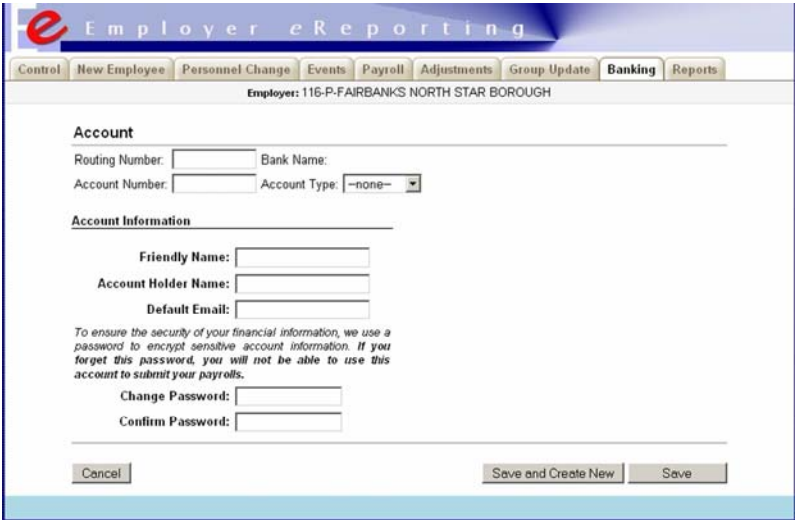 e Employer eReporting
Control New Employee Personnel Change Events Payroll Adjustments Group Update Banking Reports
Employer: 116-P-FAIRBANKS NORTH STAR BOROUGH
Account
Routing Number: Bank Name:
Account Number: Account Type: --none--
Account Information
Friendly Name:
Account Holder Name:
Default Email:
To ensure the security of your financial information, we use a
password to encrypt sensitive account information. If you
forget this password, you will not be able to use this
account to submit your payrolls.
Change Password:
Confirm Password:
Cancel Save and Create New Save